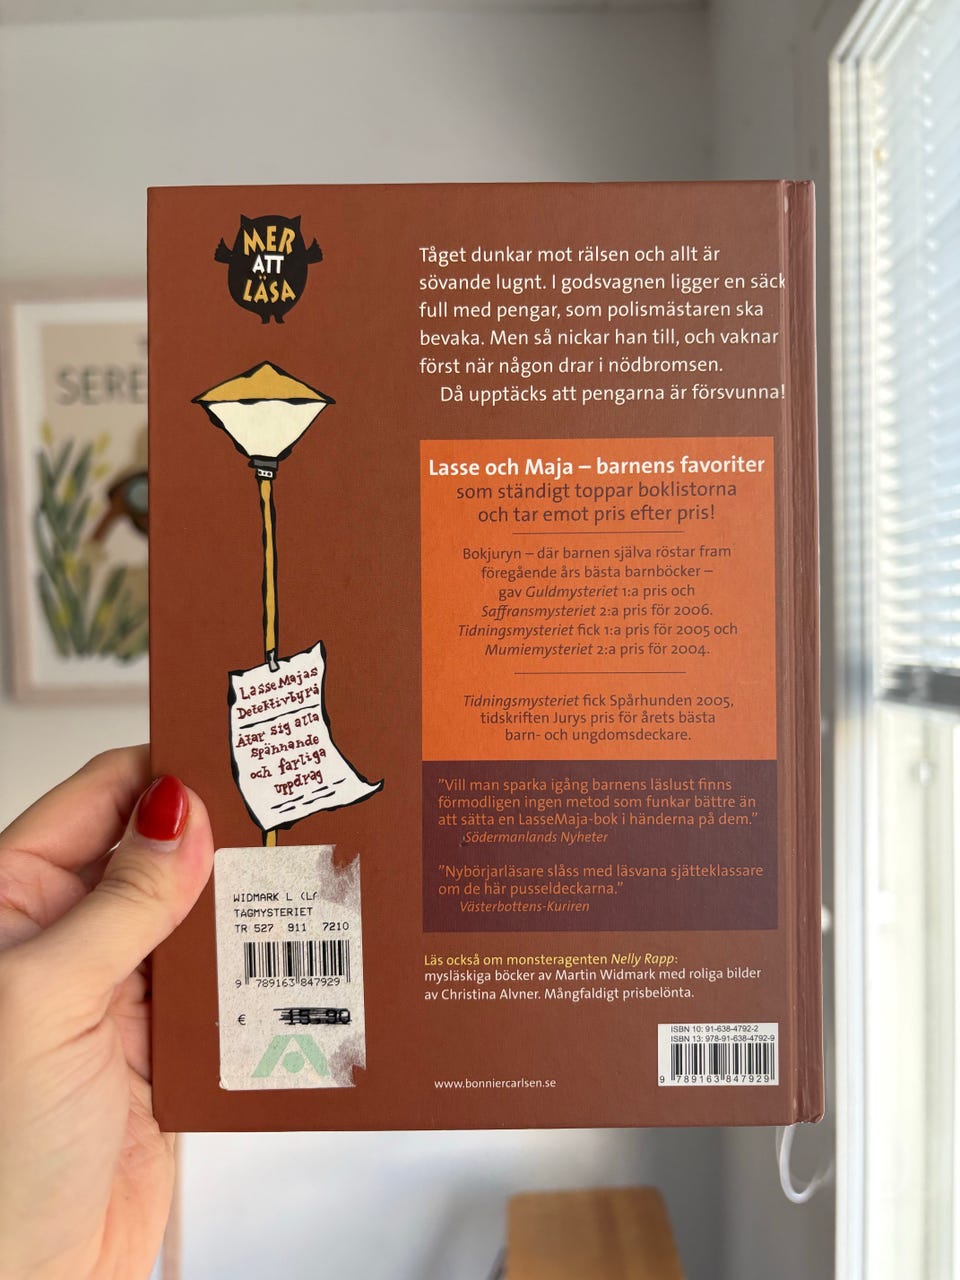 MER
ATT
LÄSA
Tåget dunkar mot rälsen och allt är
sövande lugnt. I godsvagnen ligger en säck
full med pengar, som polismästaren ska
bevaka. Men så nickar han till, och vaknar
först när någon drar i nödbromsen.
Då upptäcks att pengarna är försvunna!
SERE
Lasse och Maja – barnens favoriter
som ständigt toppar boklistorna
och tar emot pris efter pris!
Bokjuryn – där barnen själva röstar fram
föregående års bästa barnböcker –
gav Guldmysteriet 1:a pris och
Saffransmysteriet 2:a pris för 2006.
Tidningsmysteriet fick 1:a pris för 2005 och
Mumiemysteriet 2:a pris för 2004.
Tidningsmysteriet fick Spårhunden 2005,
tidskriften Jurys pris för årets bästa
barn- och ungdomsdeckare.
LasseMajas
Detektivbyrå
Åtar sig alla
spännande
och farliga
uppdrag
"Vill man sparka igång barnens läslust finns
förmodligen ingen metod som funkar bättre än
att sätta en LasseMaja-bok i händerna på dem."
Södermanlands Nyheter
"Nybörjarläsare slåss med läsvana sjätteklassare
om de här pusseldeckarna."
Västerbottens-Kuriren
WIDMARK L (LA
TÅGMYSTERIET
TR 527 911 7210
9 789163 847929
€ 15.90
Läs också om monsteragenten Nelly Rapp:
mysläskiga böcker av Martin Widmark med roliga bilder
av Christina Alvner. Mångfaldigt prisbelönta.
www.bonniercarlsen.se
ISBN 10: 91-638-4792-2
ISBN 13: 978-91-638-4792-9
9 789163 847929